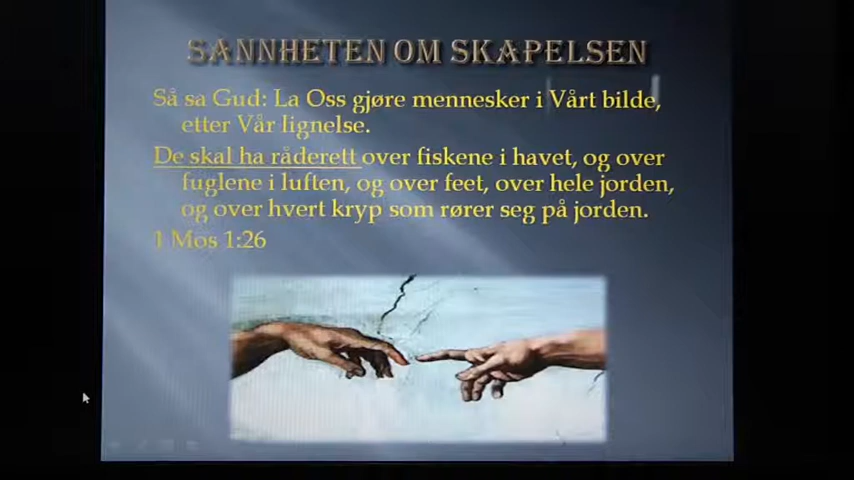 SANNHETEN OM SKAPELSEN
Så sa Gud: La Oss gjøre mennesker i Vårt bilde,
etter Vår lignelse.
De skal ha råderett over fiskene i havet, og over
fuglene i luften, og over feet, over hele jorden,
og over hvert kryp som rører seg på jorden.
1 Mos 1:26